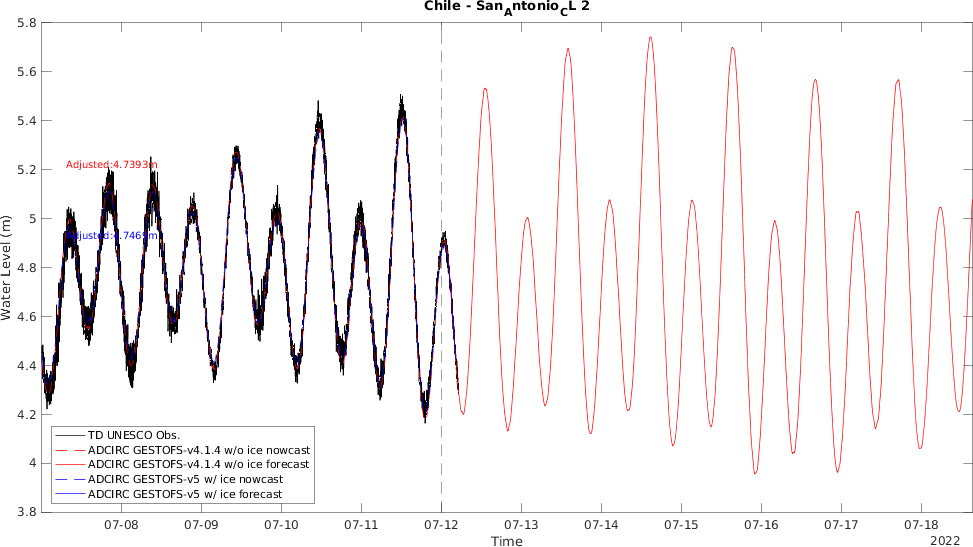 Chile - SanAntonioCL 2
5.8
5.6
5.4
5.2
5
4.8
4.6
4.4
4.2
4
3.8
Water Level (m)
Adjusted:4.7393m
Adjusted:4.746
TD UNESCO Obs.
ADCIRC GESTOFS-v4.1.4 w/o ice nowcast
ADCIRC GESTOFS-v4.1.4 w/o ice forecast
ADCIRC GESTOFS-v5 w/ ice nowcast
ADCIRC GESTOFS-v5 w/ ice forecast
07-08 07-09 07-10 07-11 07-12 07-13 07-14 07-15 07-16 07-17 07-18
Time
2022